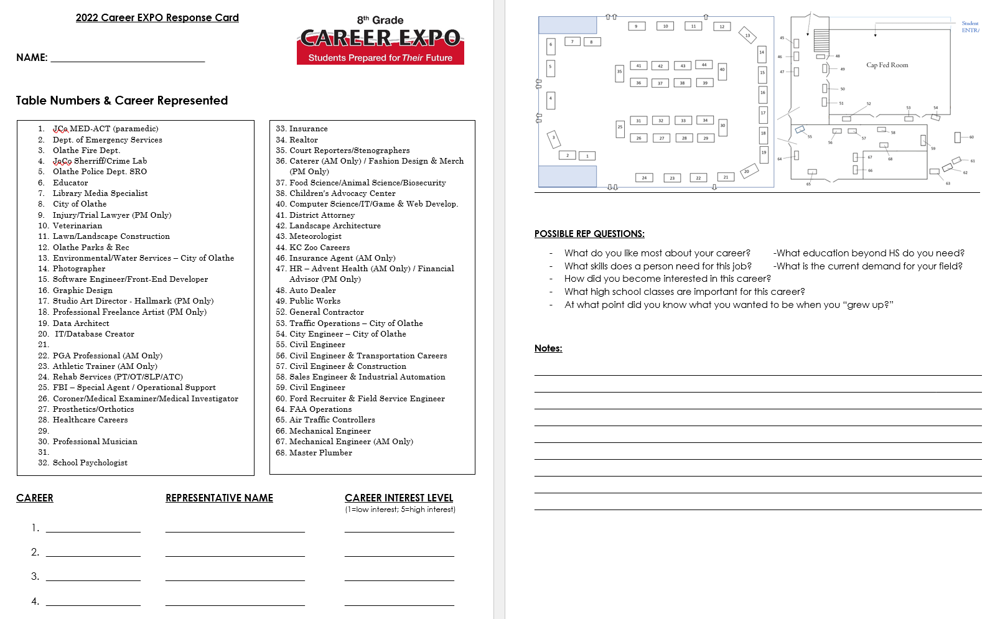 2022 Career EXPO Response Card
8th Grade
CAREER EXPO
Students Prepared for Their Future
NAME: ______________________________
Table Numbers & Career Represented
1. JCo MED-ACT (paramedic)
2. Dept. of Emergency Services
3. Olathe Fire Dept.
4. JoCo Sherriff/Crime Lab
5. Olathe Police Dept. SRO
6. Educator
7. Library Media Specialist
8. City of Olathe
9. Injury/Trial Lawyer (PM Only)
10. Veterinarian
11. Lawn/Landscape Construction
12. Olathe Parks & Rec
13. Environmental/Water Services – City of Olathe
14. Photographer
15. Software Engineer/Front-End Developer
16. Graphic Design
17. Studio Art Director - Hallmark (PM Only)
18. Professional Freelance Artist (PM Only)
19. Data Architect
20. IT/Database Creator
21.
22. PGA Professional (AM Only)
23. Athletic Trainer (AM Only)
24. Rehab Services (PT/OT/SLP/ATC)
25. FBI – Special Agent / Operational Support
26. Coroner/Medical Examiner/Medical Investigator
27. Prosthetics/Orthotics
28. Healthcare Careers
29.
30. Professional Musician
31.
32. School Psychologist
33. Insurance
34. Realtor
35. Court Reporters/Stenographers
36. Caterer (AM Only) / Fashion Design & Merch
(PM Only)
37. Food Science/Animal Science/Biosecurity
38. Children's Advocacy Center
40. Computer Science/IT/Game & Web Develop.
41. District Attorney
42. Landscape Architecture
43. Meteorologist
44. KC Zoo Careers
46. Insurance Agent (AM Only)
47. HR – Advent Health (AM Only) / Financial
Advisor (PM Only)
48. Auto Dealer
49. Public Works
52. General Contractor
53. Traffic Operations – City of Olathe
54. City Engineer – City of Olathe
55. Civil Engineer
56. Civil Engineer & Transportation Careers
57. Civil Engineer & Construction
58. Sales Engineer & Industrial Automation
59. Civil Engineer
60. Ford Recruiter & Field Service Engineer
64. FAA Operations
65. Air Traffic Controllers
66. Mechanical Engineer
67. Mechanical Engineer (AM Only)
68. Master Plumber
CAREER REPRESENTATIVE NAME CAREER INTEREST LEVEL
(1=low interest; 5=high interest)
1. ______________ ______________ ______________
2. ______________ ______________ ______________
3. ______________ ______________ ______________
4. ______________ ______________ ______________
9 10 11 12
13
6 7 8
14
5
35 41 42 43 44 40
15
36 37 38 39
4
16
17
25 31 32 33 34 30
18
3
26 27 28 29
19
2 1
20
24 23 22 21
Student
ENTRA
45
46
47
48
49
Cap Fed Room
50
51
52
53
54
55
56
57
58
59
60
61
62
63
64
65
66
67
68
POSSIBLE REP QUESTIONS:
- What do you like most about your career? -What education beyond HS do you need?
- What skills does a person need for this job? -What is the current demand for your field?
- How did you become interested in this career?
- What high school classes are important for this career?
- At what point did you know what you wanted to be when you “grew up?”
Notes: